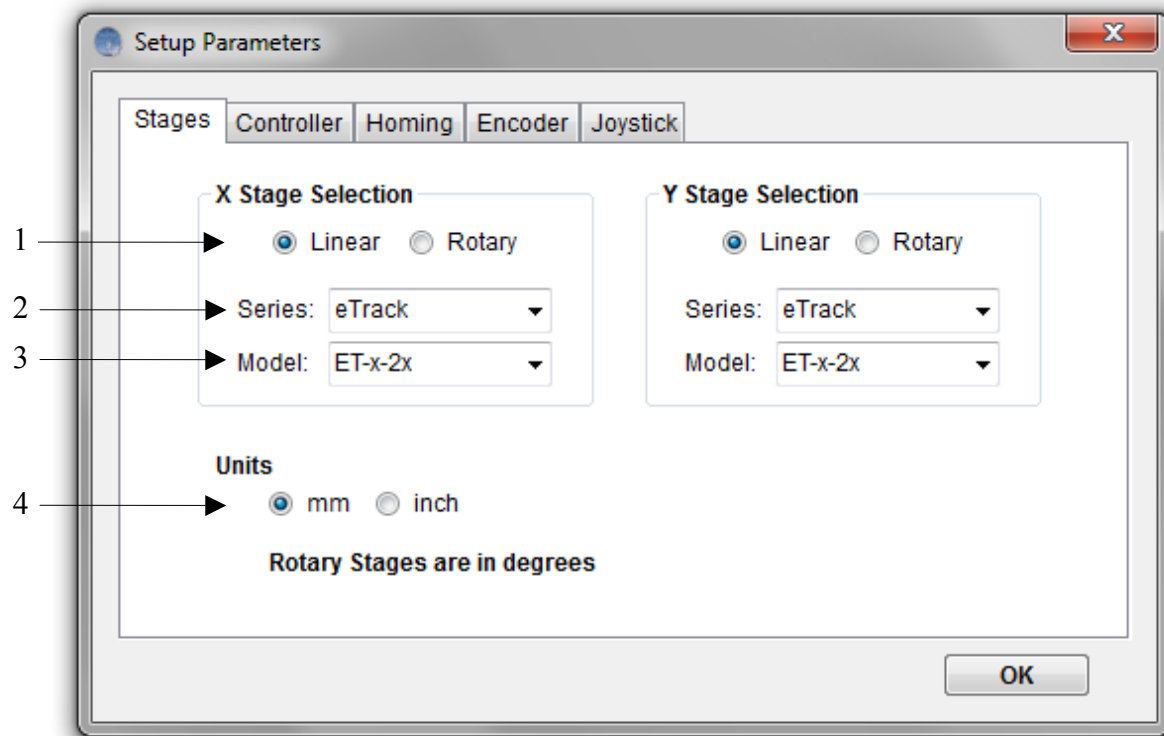 Setup Parameters
Stages Controller Homing Encoder Joystick
X Stage Selection
Y Stage Selection
1
Linear Rotary
Linear Rotary
2
Series: eTrack
Series: eTrack
3
Model: ET-x-2x
Model: ET-x-2x
Units
4
mm inch
Rotary Stages are in degrees
OK